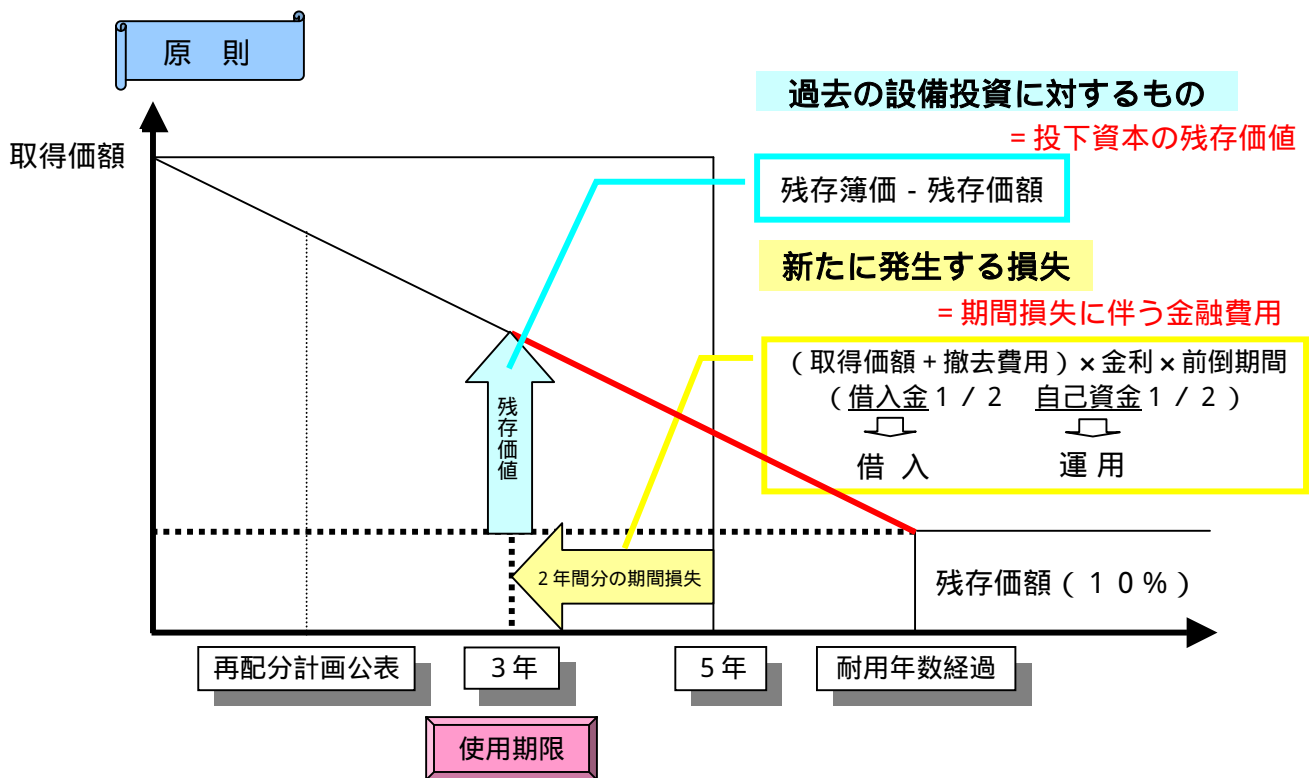 原 則
過去の設備投資に対するもの
= 投下資本の残存価値
取得価額
残存簿価 - 残存価額
新たに発生する損失
= 期間損失に伴う金融費用
(取得価額 + 撤去費用) × 金利 × 前倒期間
(借入金 1 / 2 自己資金 1 / 2)
借 入 運 用
残存価値
2 年間分の期間損失
残存価額(10%)
再配分計画公表 3 年 5 年 耐用年数経過
使用期限